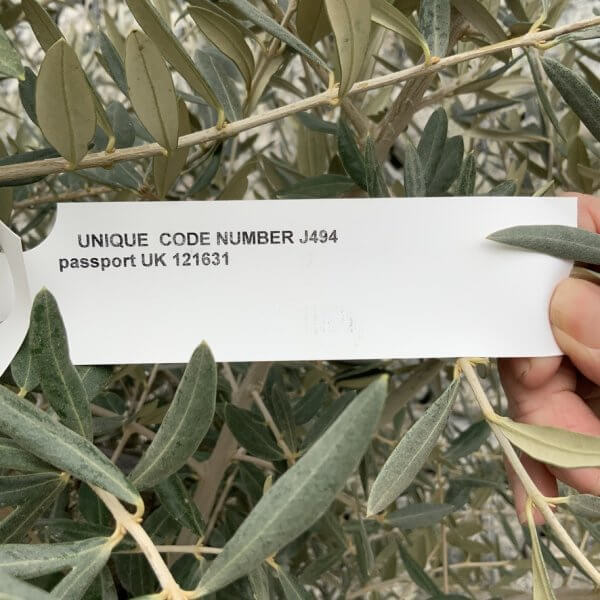 UNIQUE CODE NUMBER J494
passport UK 121631